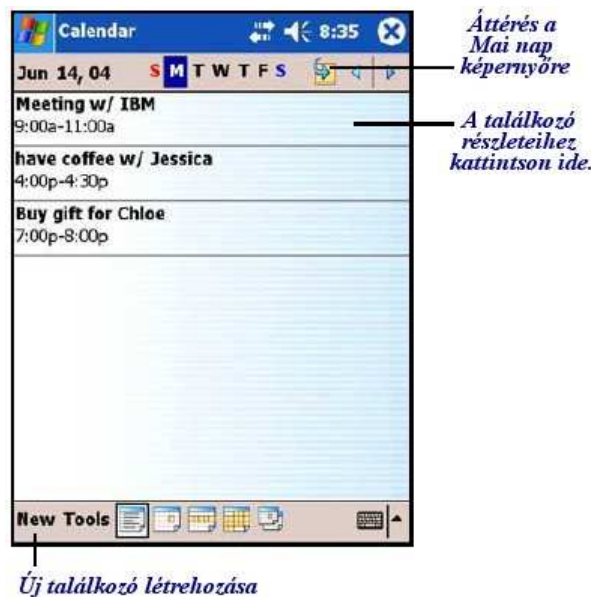 Calendar 8:35
Jun 14, 04 S M T W T F S
Meeting w/ IBM
9:00a-11:00a
have coffee w/ Jessica
4:00p-4:30p
Buy gift for Chloe
7:00p-8:00p
New Tools
Áttérés a
Mai nap
képernyőre
A találkozó
részleteihez
kattintson ide.
Új találkozó létrehozása